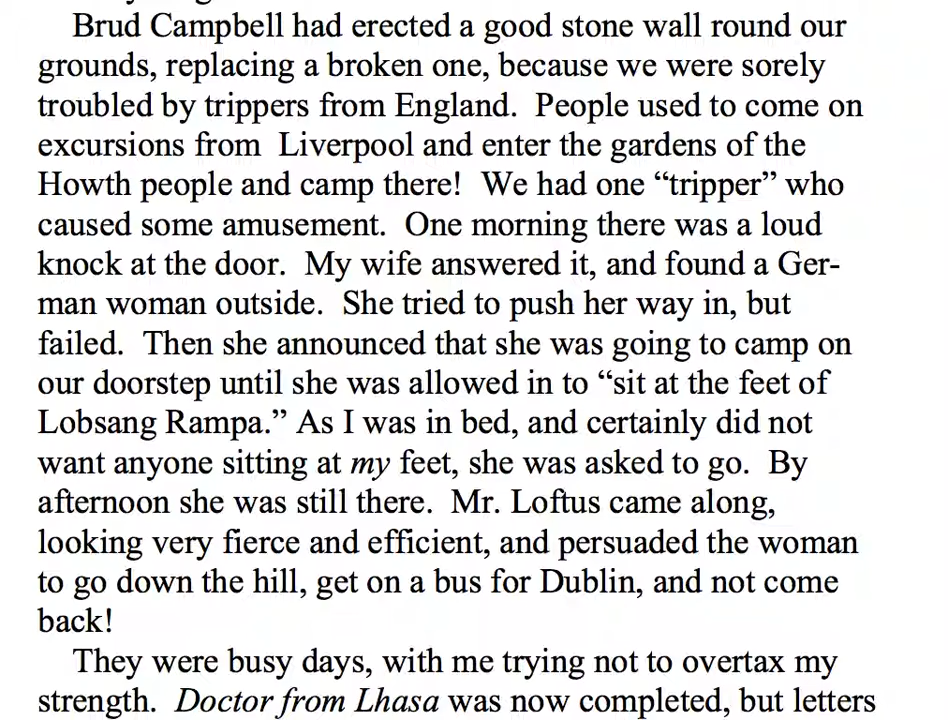 Brud Campbell had erected a good stone wall round our
grounds, replacing a broken one, because we were sorely
troubled by trippers from England.  People used to come on
excursions from  Liverpool and enter the gardens of the
Howth people and camp there!  We had one “tripper” who
caused some amusement.  One morning there was a loud
knock at the door.  My wife answered it, and found a Ger-
man woman outside.  She tried to push her way in, but
failed.  Then she announced that she was going to camp on
our doorstep until she was allowed in to “sit at the feet of
Lobsang Rampa.” As I was in bed, and certainly did not
want anyone sitting at my feet, she was asked to go.  By
afternoon she was still there.  Mr. Loftus came along,
looking very fierce and efficient, and persuaded the woman
to go down the hill, get on a bus for Dublin, and not come
back!
They were busy days, with me trying not to overtax my
strength.  Doctor from Lhasa was now completed, but letters